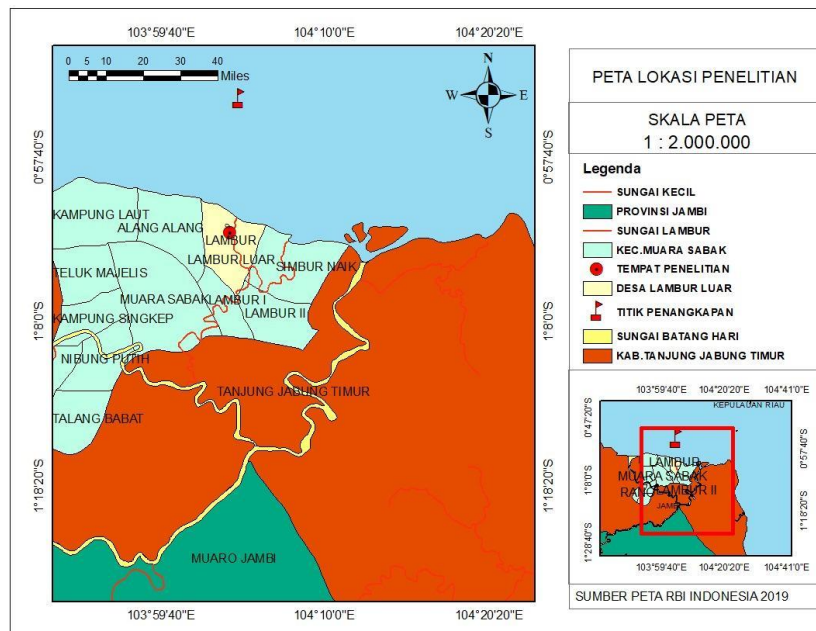 103°59'40"E 104°10'0"E 104°20'20"E
0 5 10 20 30 40
Miles
N
W E
S
0°57'40"S 0°57'40"S
KAMPUNG LAUT
ALANG ALANG
LAMBUR
LAMBUR LUAR
SIMBUR NAIK
TELUK MAJELIS
MUARA SABAK
LAMBUR I
LAMBUR II
KAMPUNG SINGKEP
1°8'0"S 1°8'0"S
NIBUNG PUTIH
TANJUNG JABUNG TIMUR
TALANG BABAT
1°18'20"S 1°18'20"S
MUARO JAMBI
103°59'40"E 104°10'0"E 104°20'20"E
PETA LOKASI PENELITIAN
SKALA PETA
1 : 2.000.000
Legenda
SUNGAI KECIL
PROVINSI JAMBI
SUNGAI LAMBUR
KEC.MUARA SABAK
TEMPAT PENELITIAN
DESA LAMBUR LUAR
TITIK PENANGKAPAN
SUNGAI BATANG HARI
KAB.TANJUNG JABUNG TIMUR
103°59'40"E 104°20'20"E 104°41'0"E
KEPULAUAN RIAU
0°47'20"S 0°57'40"S
LAMBUR
MUARA SABAK
LAMBUR II
1°8'0"S 1°18'20"S
1°28'40"S
103°59'40"E 104°20'20"E 104°41'0"E
SUMBER PETA RBI INDONESIA 2019